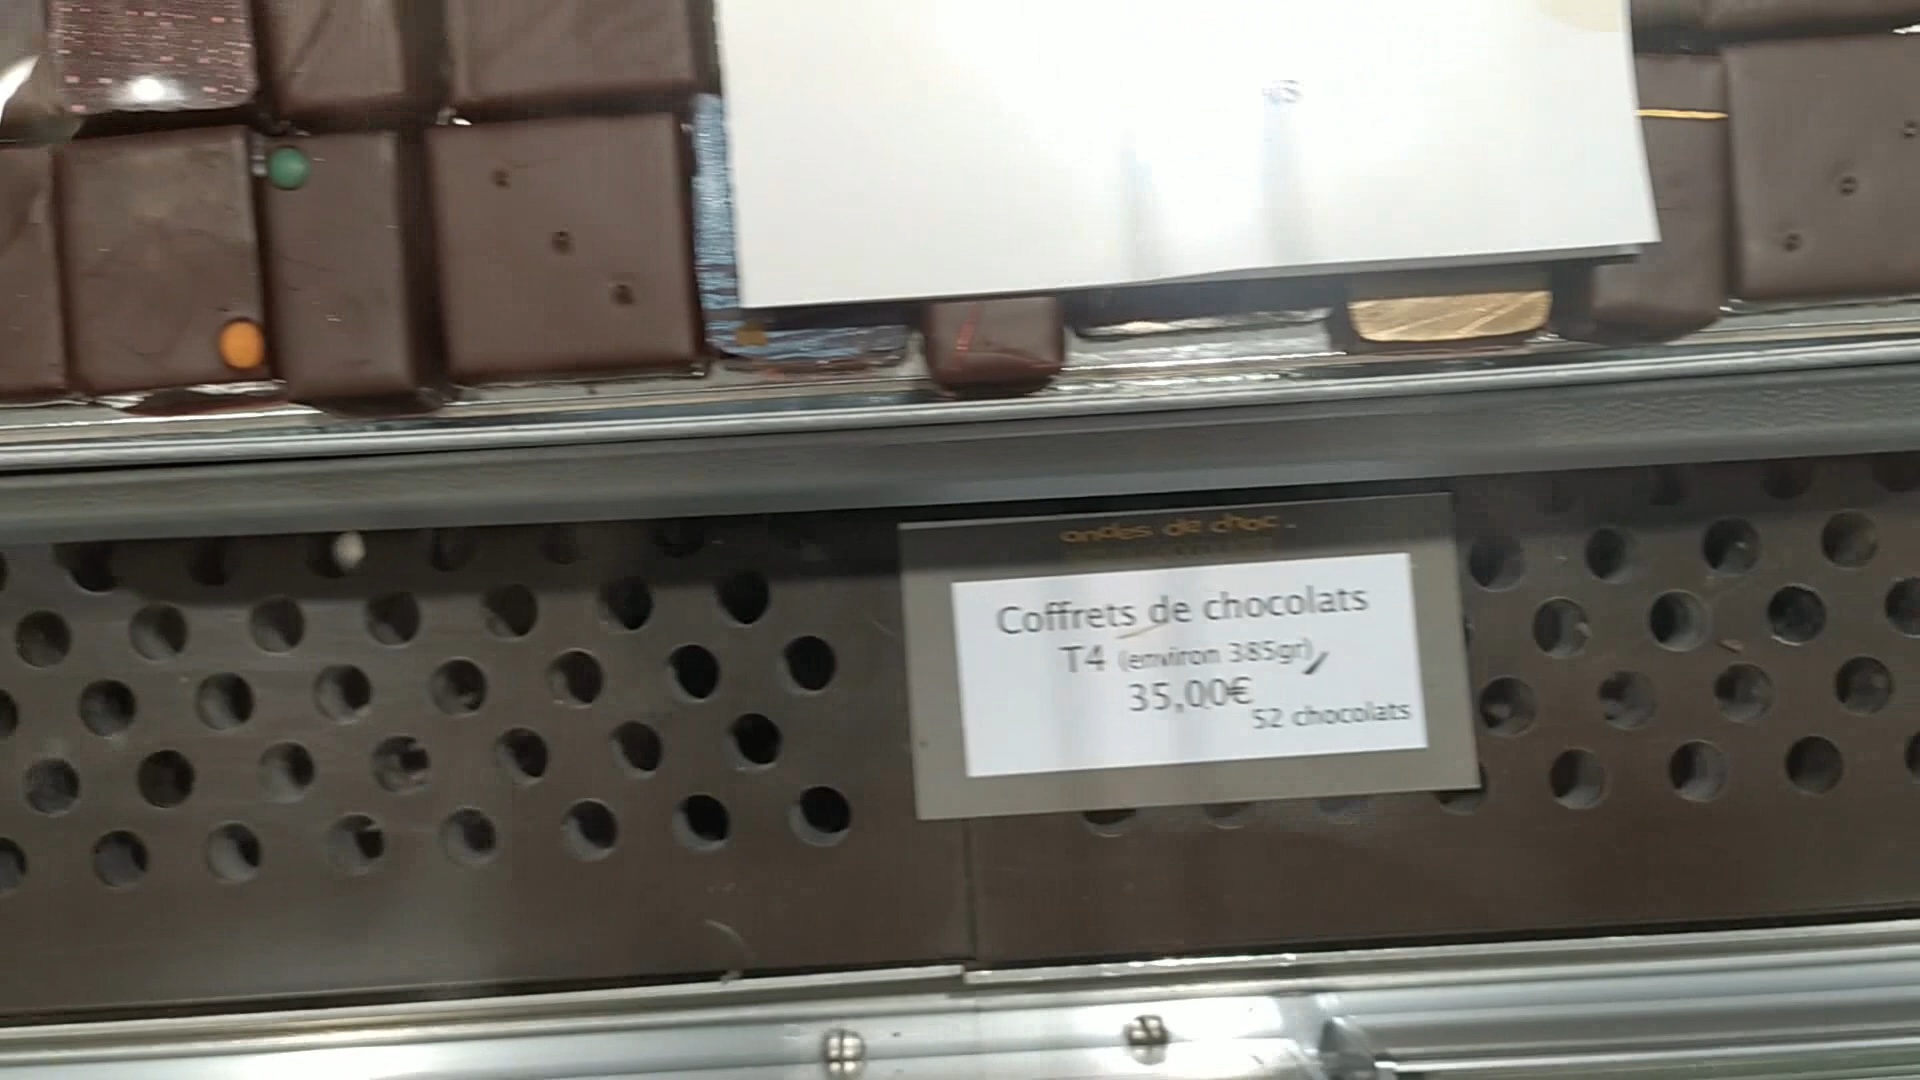 ondes de choc
Coffrets de chocolats
T4 (environ 385gr)
35,00€
52 chocolats